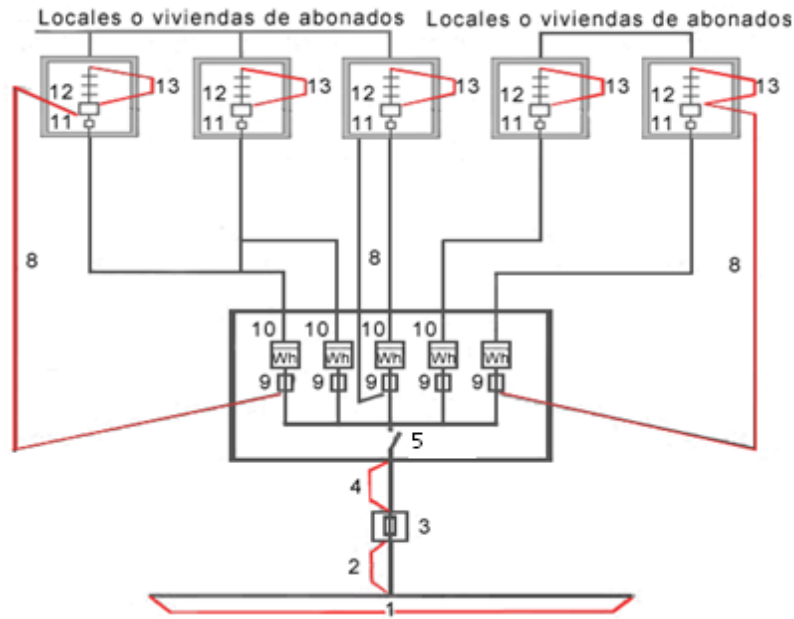 Locales o viviendas de abonados Locales o viviendas de abonados
12 13 12 13 12 13 12 13 12 13
11 11 11 11 11
8 8 8
10 10 10 10
Wh Wh Wh Wh Wh
9 9 9 9 9
5
4
3
2
1